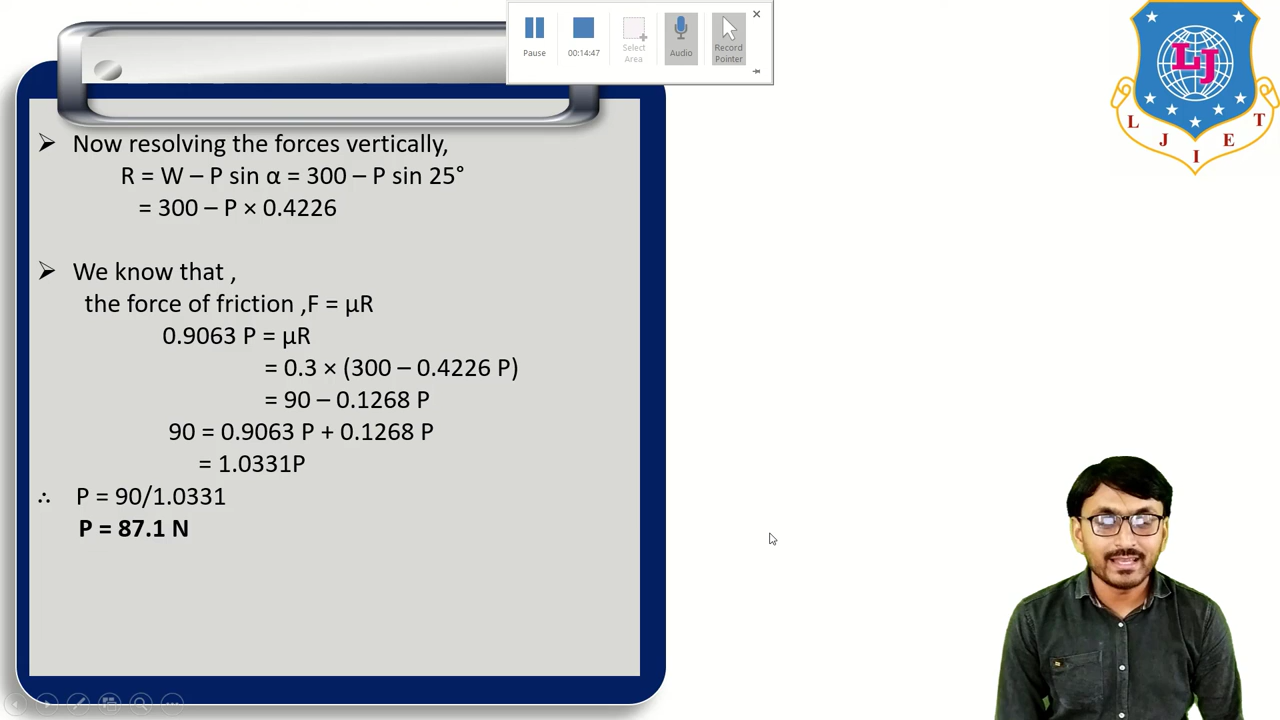 Pause
00:14:47
Select
Area
Audio
Record
Pointer
LJ
L J I E T
➢ Now resolving the forces vertically,
R = W – P sin α = 300 – P sin 25°
= 300 – P × 0.4226
➢ We know that ,
the force of friction ,F = µR
0.9063 P = µR
= 0.3 × (300 – 0.4226 P)
= 90 – 0.1268 P
90 = 0.9063 P + 0.1268 P
= 1.0331P
∴ P = 90/1.0331
P = 87.1 N